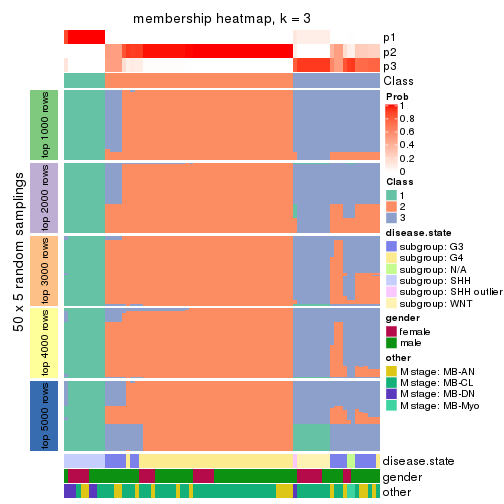 membership heatmap, k = 3
p1
p2
p3
Class
50 x 5 random samplings
top 1000 rows
top 2000 rows
top 3000 rows
top 4000 rows
top 5000 rows
disease.state
gender
other
Prob
1
0.8
0.6
0.4
0.2
0
Class
1
2
3
disease.state
subgroup: G3
subgroup: G4
subgroup: N/A
subgroup: SHH
subgroup: SHH outlier
subgroup: WNT
gender
female
male
other
M stage: MB-AN
M stage: MB-CL
M stage: MB-DN
M stage: MB-Myo